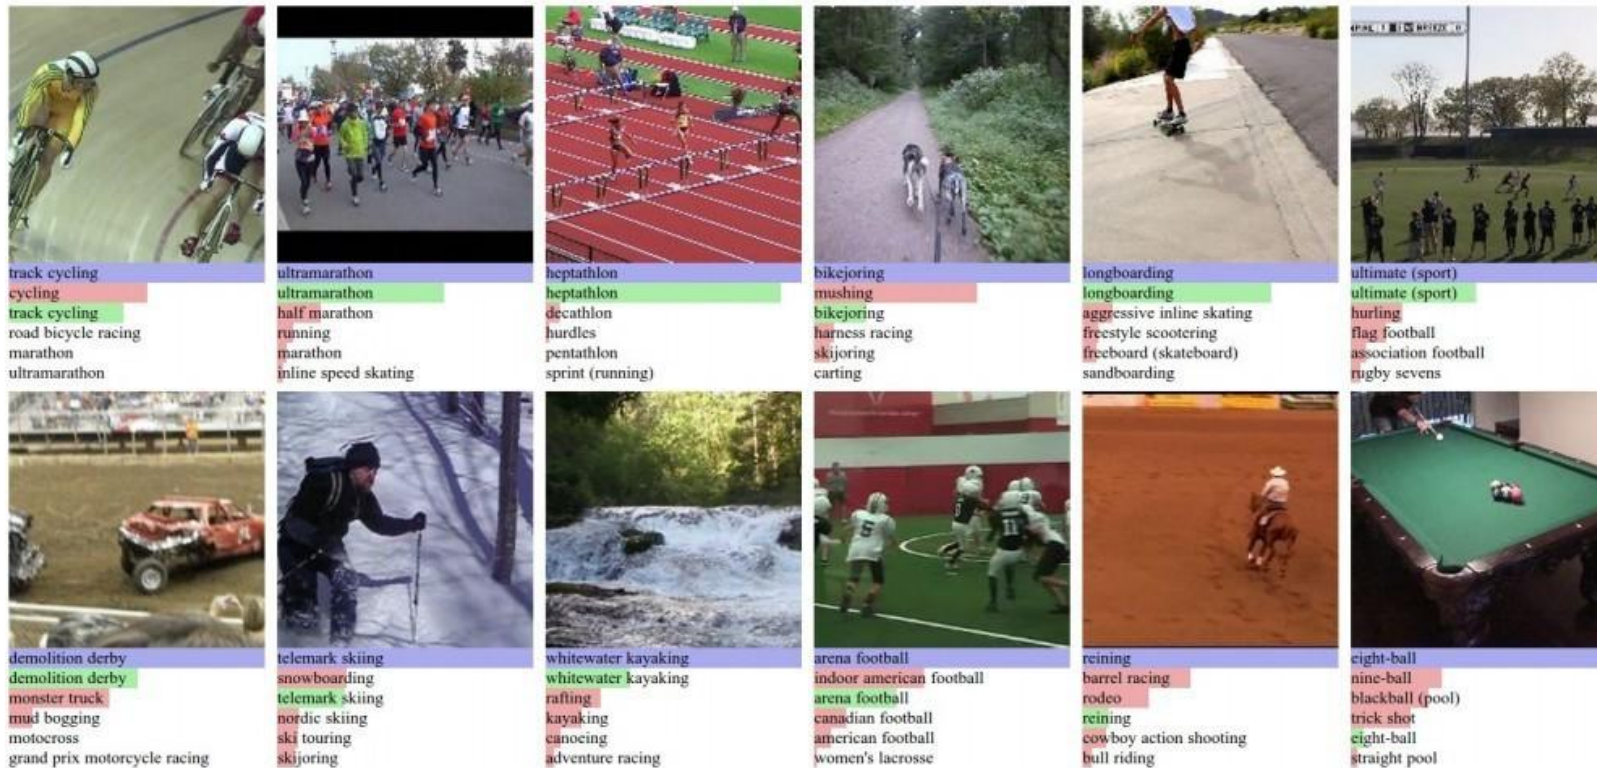 track cycling
cycling
track cycling
road bicycle racing
marathon
ultramarathon
ultramarathon
ultramarathon
half marathon
running
marathon
inline speed skating
heptathlon
heptathlon
decathlon
hurdles
pentathlon
sprint (running)
bikejoring
mushing
bikejoring
harness racing
skijoring
carting
longboarding
longboarding
aggressive inline skating
freestyle scootering
freeboard (skateboard)
sandboarding
ultimate (sport)
ultimate (sport)
hurling
flag football
association football
rugby sevens
demolition derby
demolition derby
monster truck
mud bogging
motocross
grand prix motorcycle racing
telemark skiing
snowboarding
telemark skiing
nordic skiing
ski touring
skijoring
whitewater kayaking
whitewater kayaking
rafting
kayaking
canoeing
adventure racing
5
11
arena football
indoor american football
arena football
canadian football
american football
women's lacrosse
reining
barrel racing
rodeo
reining
cowboy action shooting
bull riding
eight-ball
nine-ball
blackball (pool)
trick shot
eight-ball
straight pool